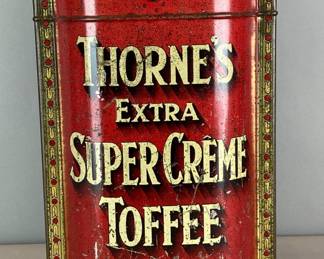 THORNE'S
EXTRA
SUPER CRÊME
TOFFEE